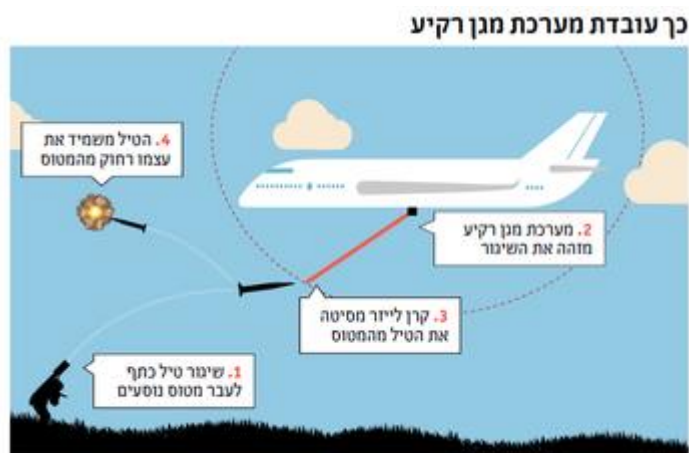 כך עובדת מערכת מגן רקיע
4. הטיל משמיד את
עצמו רחוק מהמטוס
2. מערכת מגן רקיע
מזהה את השיגור
3. קרן לייזר מסיטה
את הטיל מהמטוס
1. שיגור טיל כתף
לעבר מטוס נוסעים